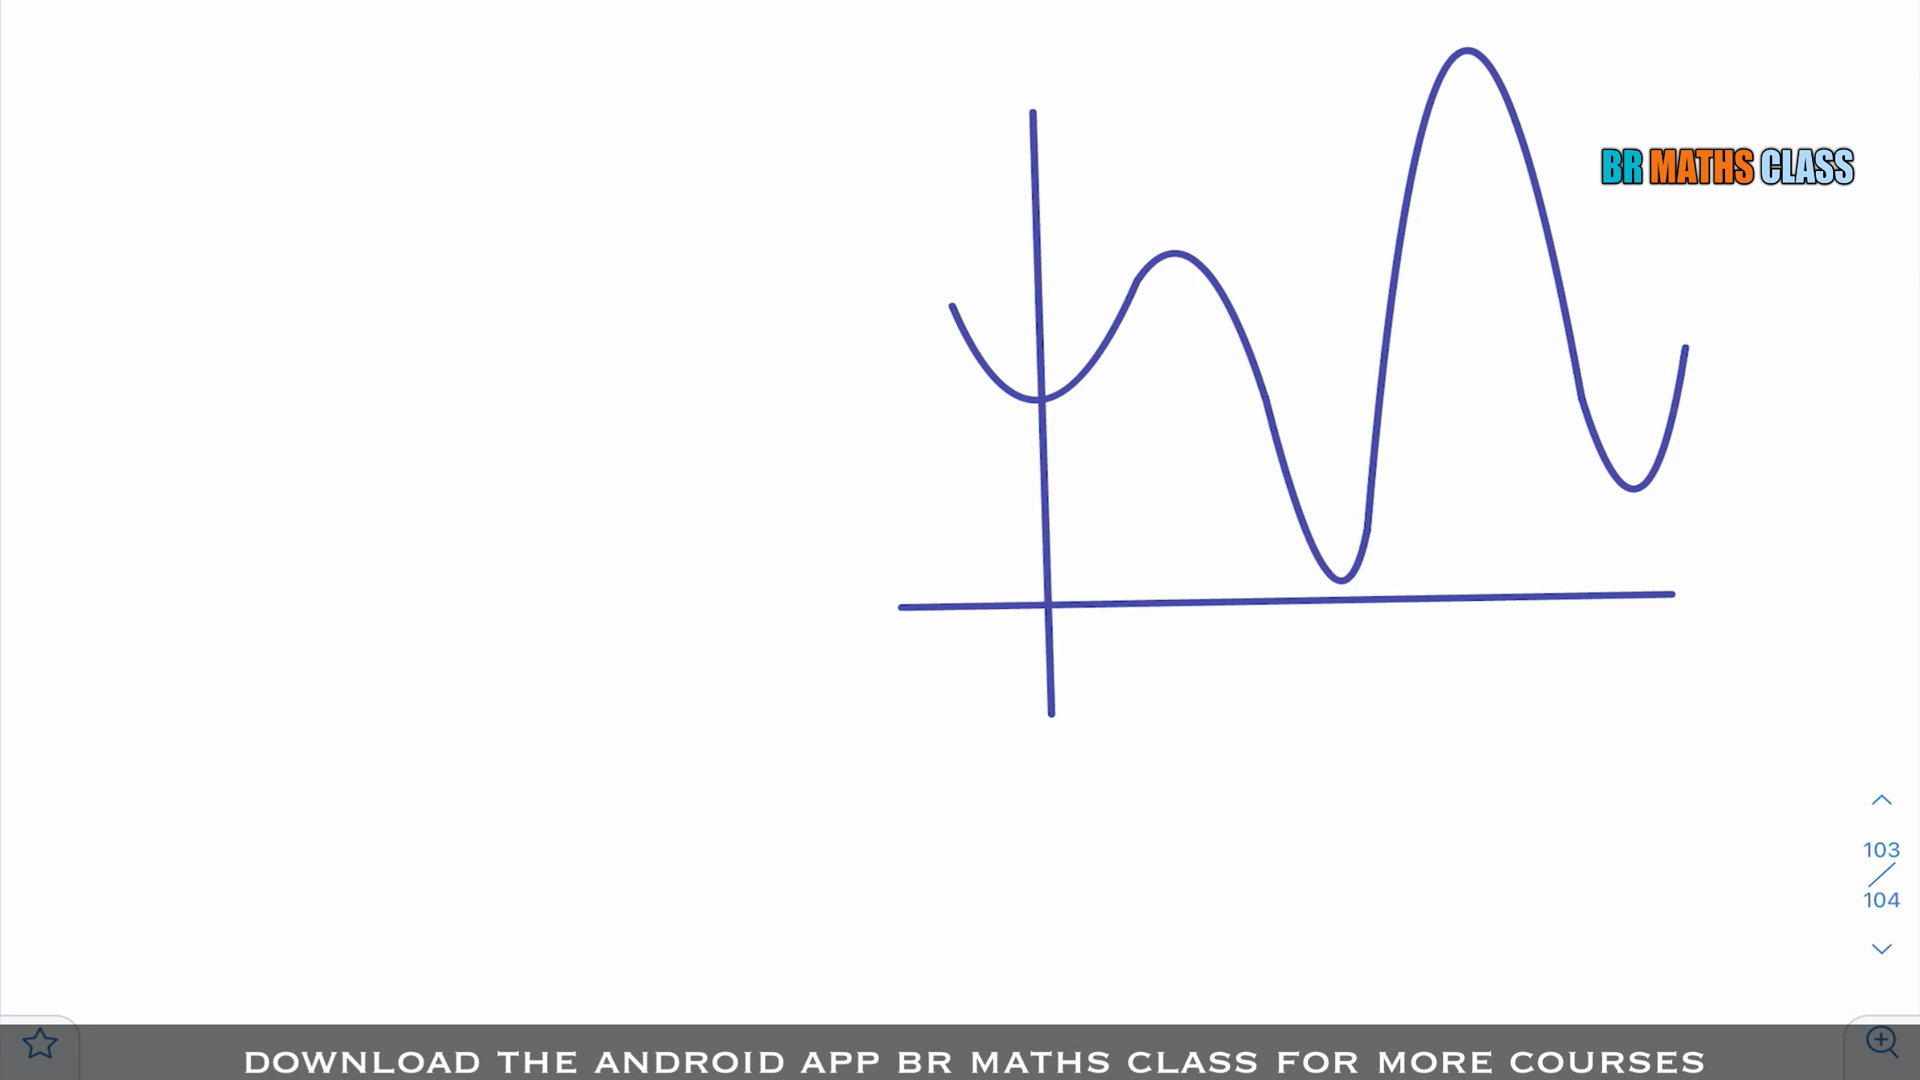 BR MATHS CLASS
103
104
DOWNLOAD THE ANDROID APP BR MATHS CLASS FOR MORE COURSES